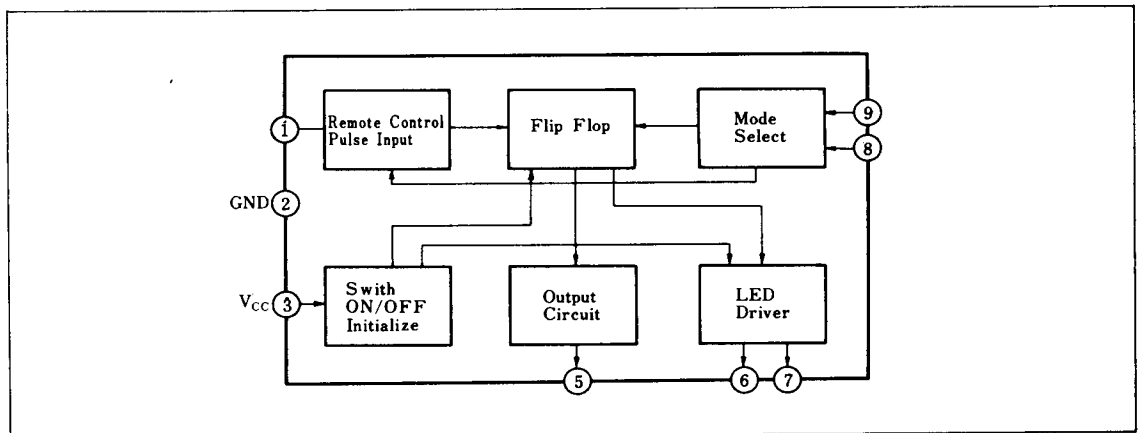 Remote Control
Pulse Input
Flip Flop
Mode
Select
1
9
8
GND 2
VCC 3
Swith
ON/OFF
Initialize
Output
Circuit
LED
Driver
5
6
7